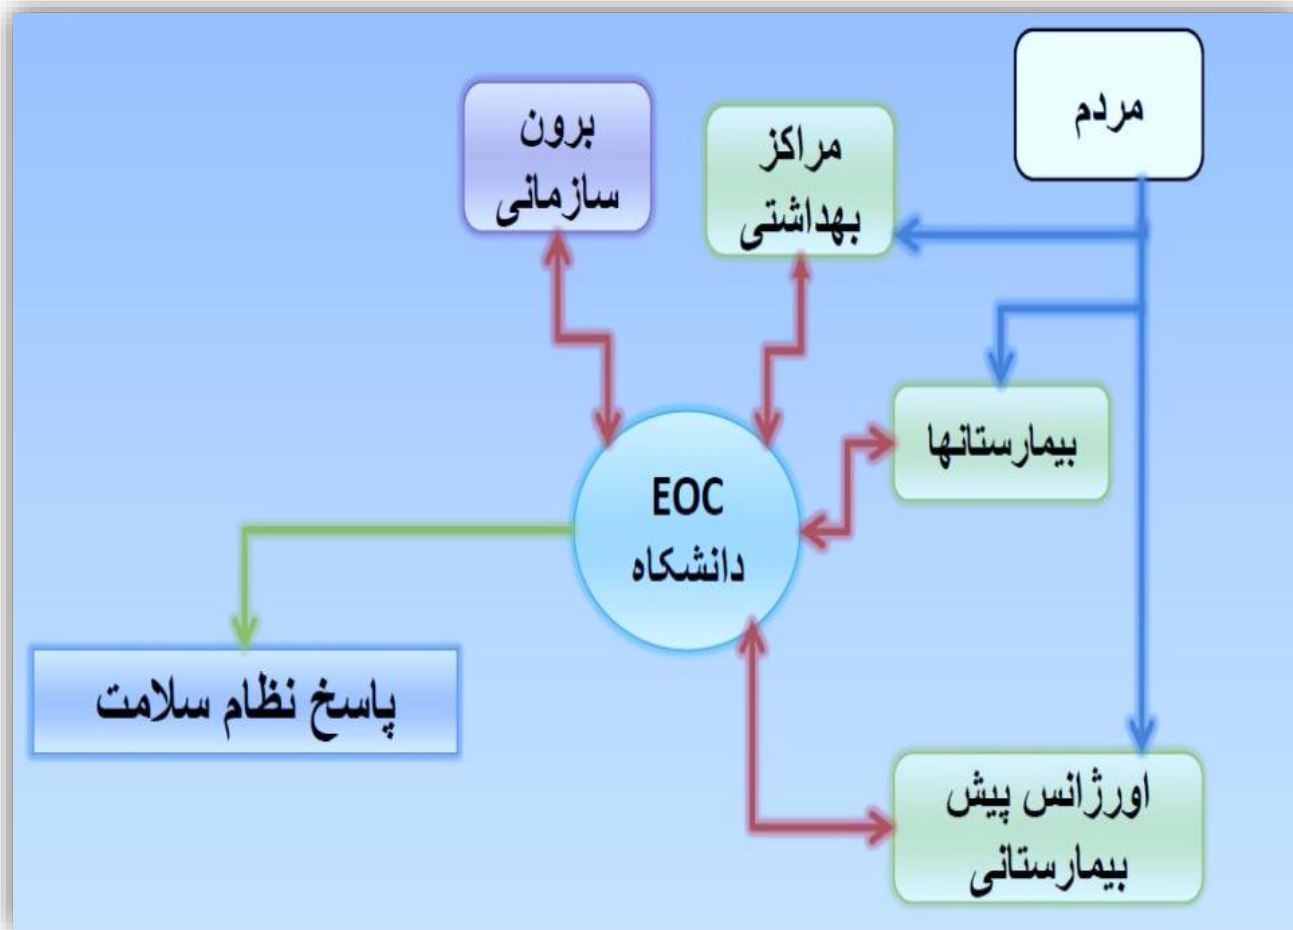 مردم
مراکز
بهداشتی
برون
سازمانی
بیمارستانها
EOC
دانشکاه
پاسخ نظام سلامت
اورژانس پیش
بیمارستانی